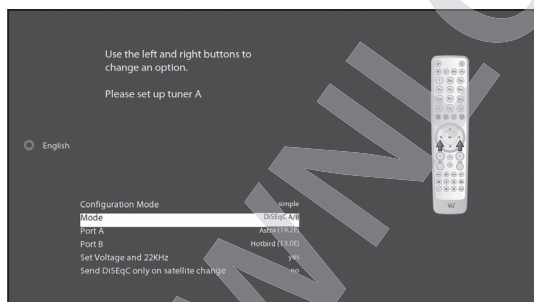 Use the left and right buttons to
change an option.
Please set up tuner A
English
Configuration Mode simple
Mode DiSEqC A/B
Port A Astra (19.2E)
Port B Hotbird (13.0E)
Set Voltage and 22KHz yes
Send DiSEqC only on satellite change no